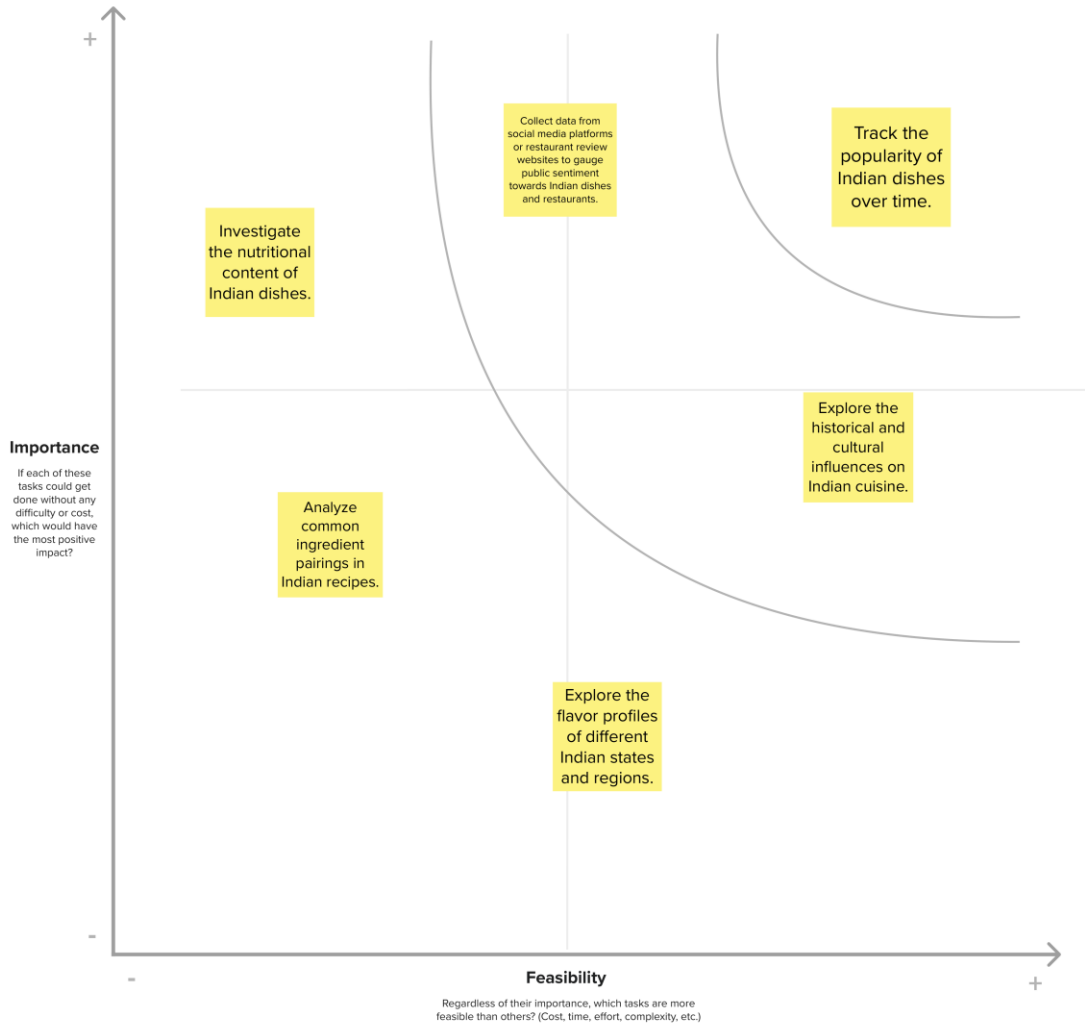 +
Collect data from
social media platforms
or restaurant review
websites to gauge
public sentiment
towards Indian dishes
and restaurants.
Track the
popularity of
Indian dishes
over time.
Investigate
the nutritional
content of
Indian dishes.
Explore the
historical and
cultural
influences on
Indian cuisine.
Importance
If each of these
tasks could get
done without any
difficulty or cost,
which would have
the most positive
impact?
Analyze
common
ingredient
pairings in
Indian recipes.
Explore the
flavor profiles
of different
Indian states
and regions.
-
-
Feasibility
+
Regardless of their importance, which tasks are more
feasible than others? (Cost, time, effort, complexity, etc.)